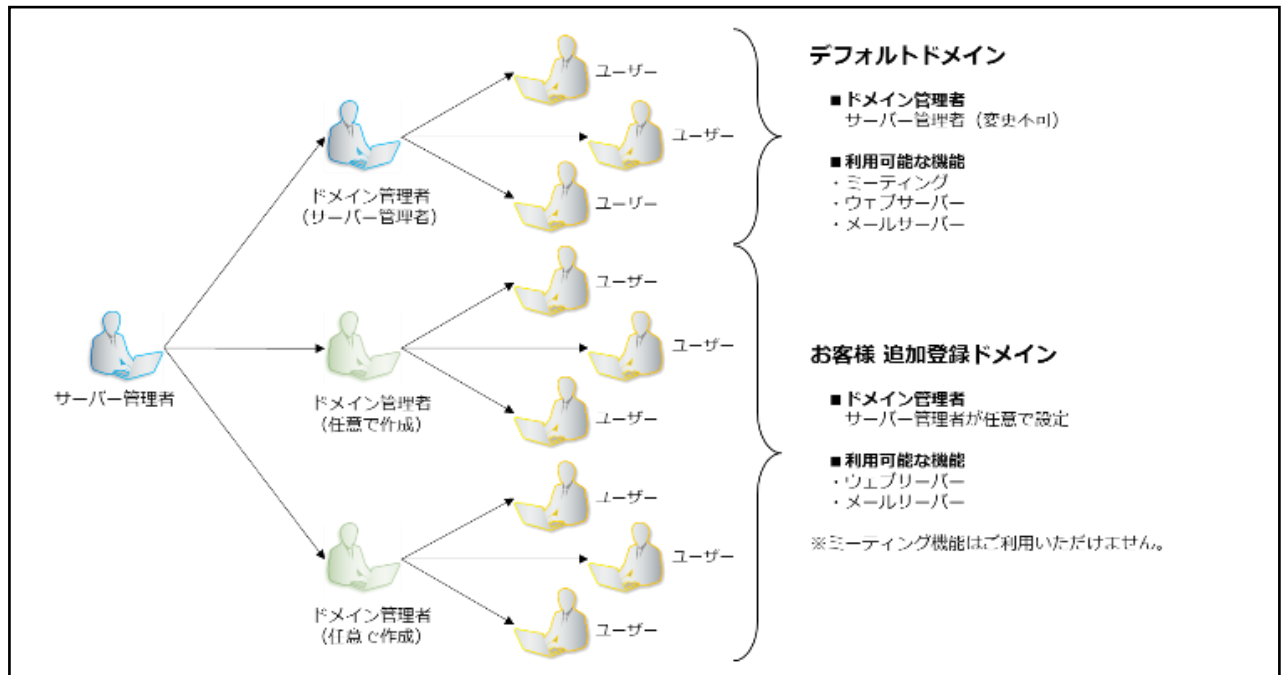 ユーザー
ユーザー
ドメイン管理者
（サーバー管理者）
ユーザー
ユーザー
ユーザー
サーバー管理者
ドメイン管理者
（任意で作成）
ユーザー
ユーザー
ユーザー
ドメイン管理者
（任意で作成）
ユーザー
デフォルトドメイン
■ドメイン管理者
サーバー管理者（変更不可）
■利用可能な機能
・ミーティング
・ウェブサーバー
・メールサーバー
お客様 追加登録ドメイン
■ドメイン管理者
サーバー管理者が任意で設定
■利用可能な機能
・ウェブサーバー
・メールサーバー
※ミーティング機能はご利用いただけません。